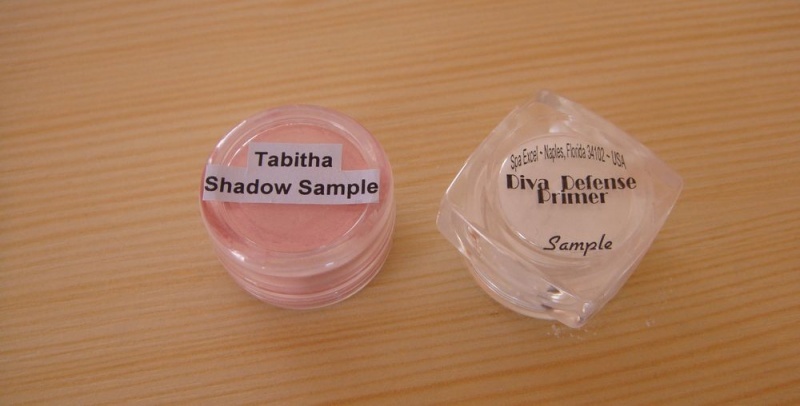 Tabitha
Shadow Sample
Spa Excel ~ Naples, Florida 34102 ~ USA
Diva Defense
Primer
Sample